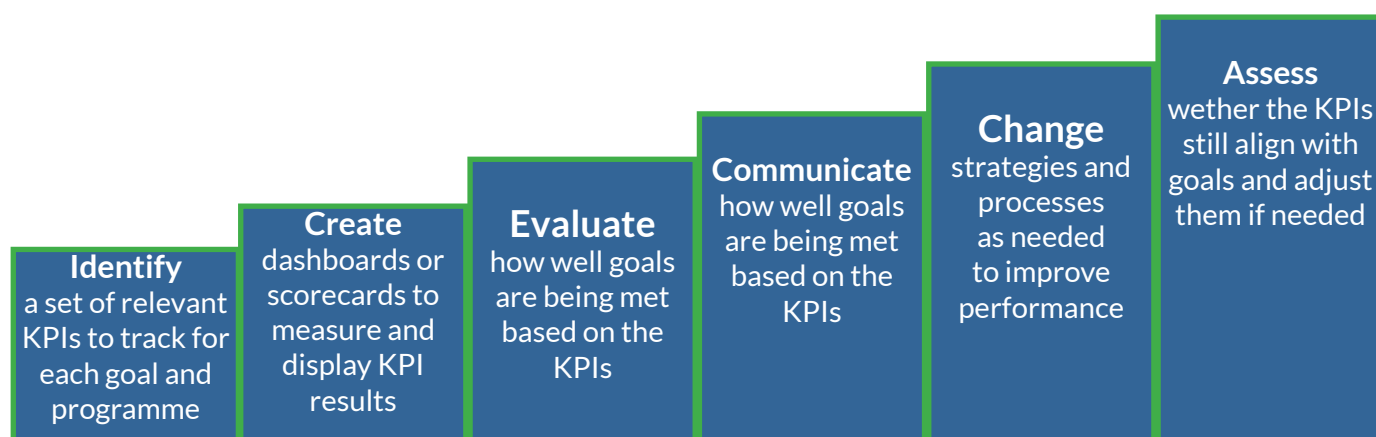 Identify
a set of relevant
KPIs to track for
each goal and
programme
Create
dashboards or
scorecards to
measure and
display KPI
results
Evaluate
how well goals
are being met
based on the
KPIs
Communicate
how well goals
are being met
based on the
KPIs
Change
strategies and
processes
as needed
to improve
performance
Assess
wether the KPIs
still align with
goals and adjust
them if needed